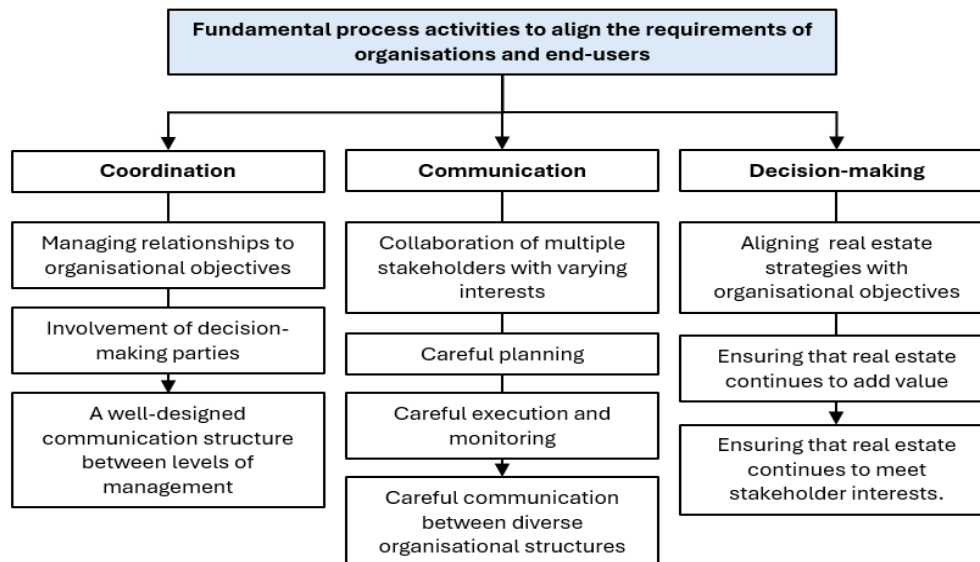 Fundamental process activities to align the requirements of
organisations and end-users
Coordination
Managing relationships to
organisational objectives
Involvement of decision-
making parties
A well-designed
communication structure
between levels of
management
Communication
Collaboration of multiple
stakeholders with varying
interests
Careful planning
Careful execution and
monitoring
Careful communication
between diverse
organisational structures
Decision-making
Aligning real estate
strategies with
organisational objectives
Ensuring that real estate
continues to add value
Ensuring that real estate
continues to meet
stakeholder interests.